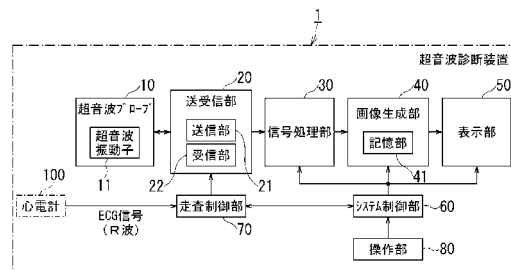 1
超音波診断装置
10
20
30
40
50
超音波プローブ
送受信部
信号処理部
画像生成部
表示部
超音波
振動子
送信部
受信部
記憶部
11
22
21
41
100
心電計
ECG信号
(R波)
走査制御部
システム制御部
60
70
操作部
80